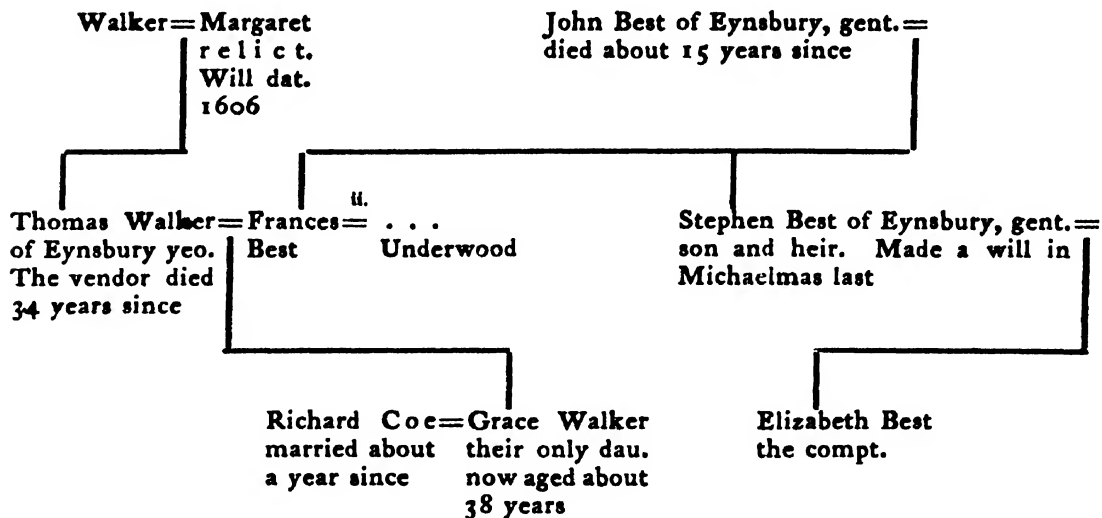 Walker=Margaret
relict.
Will dat.
1606
John Best of Eynsbury, gent.=
died about 15 years since
Thomas Walker=Frances= ii. . . .
of Eynsbury yeo. Best Underwood
The vendor died
34 years since
Stephen Best of Eynsbury, gent.=
son and heir. Made a will in
Michaelmas last
Richard Coe=Grace Walker
married about their only dau.
a year since now aged about
38 years
Elizabeth Best
the compt.